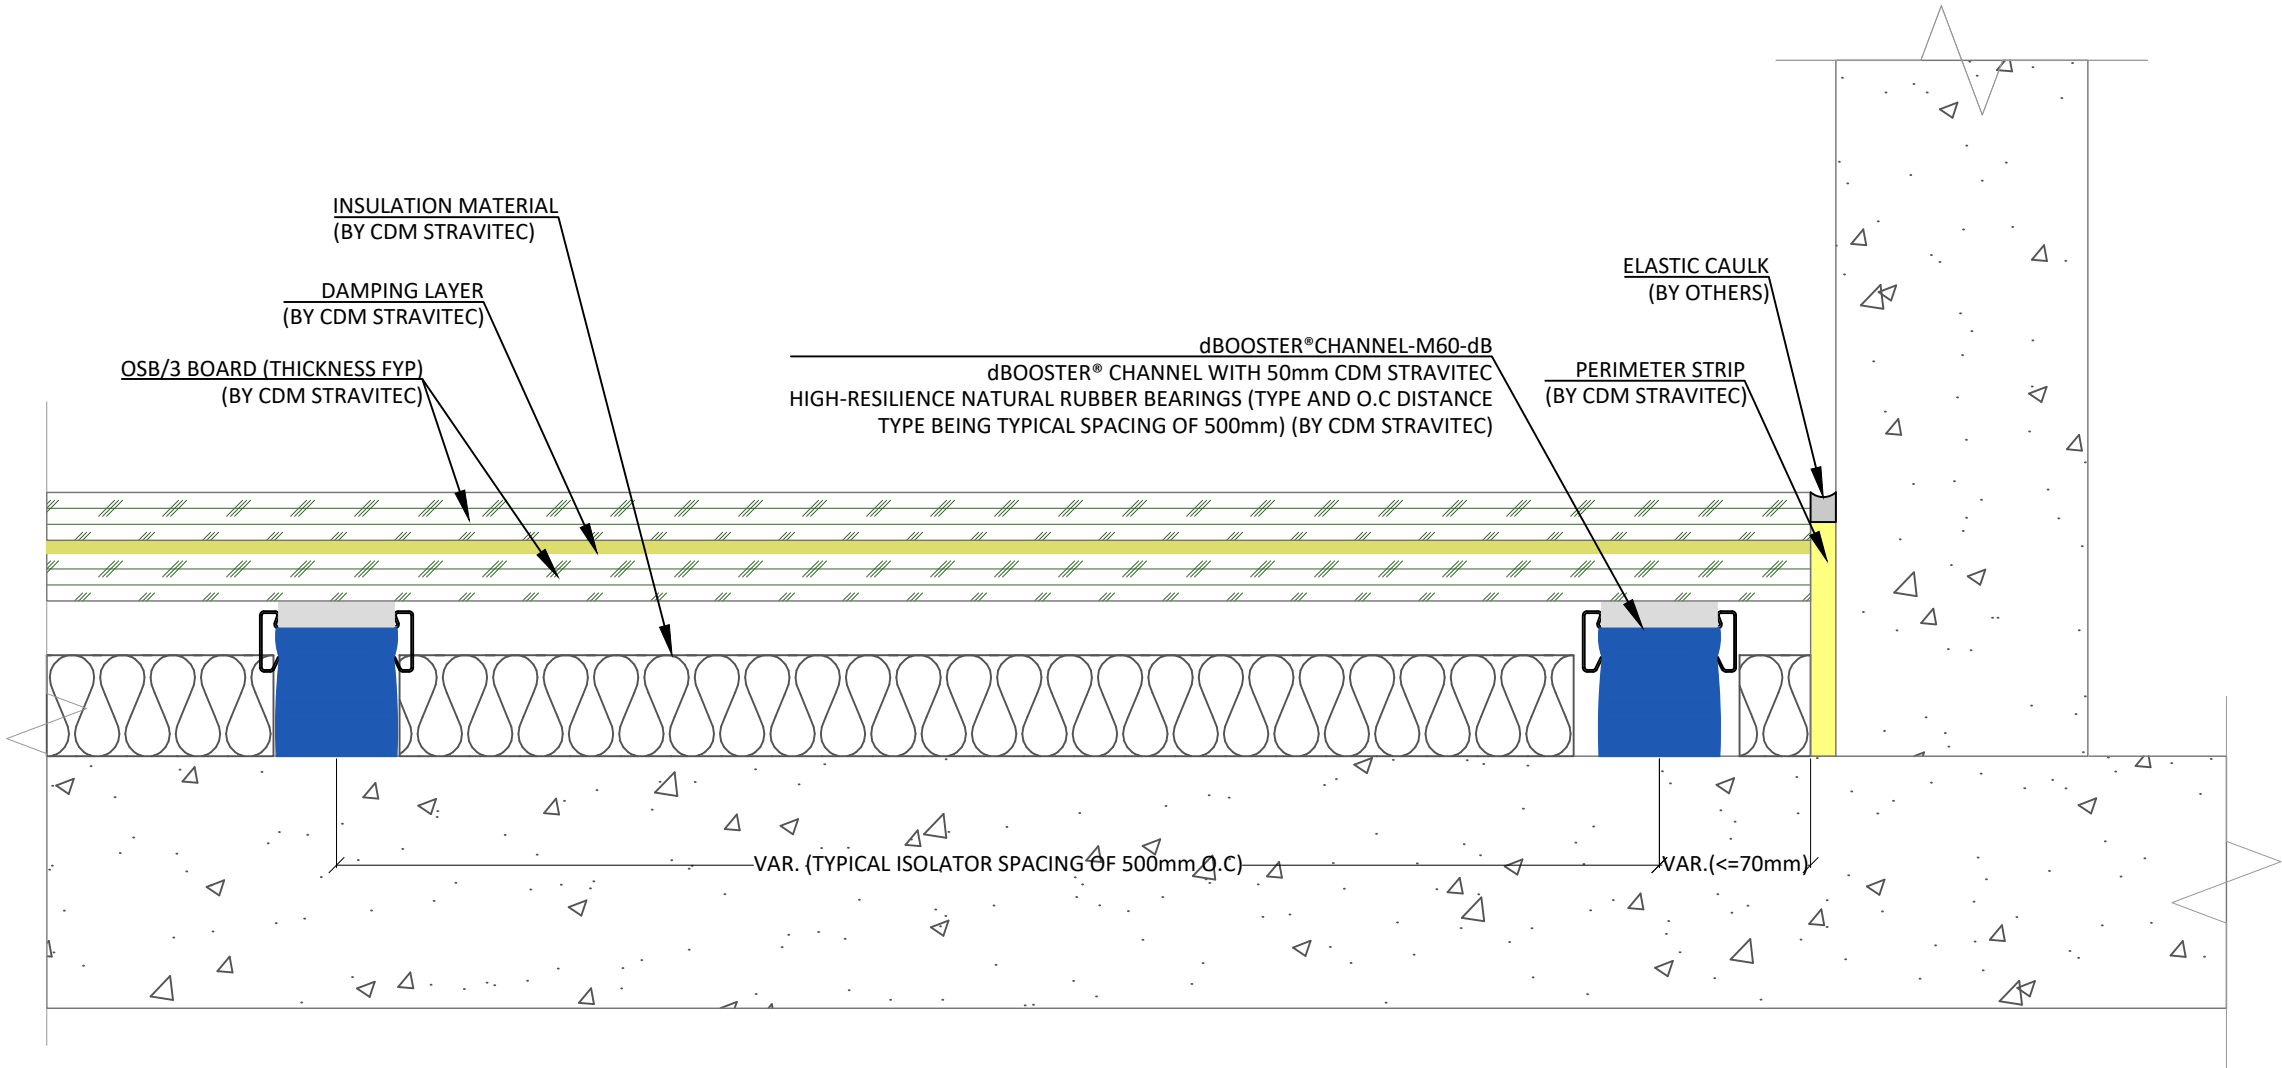 INSULATION MATERIAL
(BY CDM STRAVITEC)
DAMPING LAYER
(BY CDM STRAVITEC)
OSB/3 BOARD (THICKNESS FYP)
(BY CDM STRAVITEC)
ELASTIC CAULK
(BY OTHERS)
dBOOSTER®CHANNEL-M60-dB
dBOOSTER® CHANNEL WITH 50mm CDM STRAVITEC
HIGH-RESILIENCE NATURAL RUBBER BEARINGS (TYPE AND O.C DISTANCE
TYPE BEING TYPICAL SPACING OF 500mm) (BY CDM STRAVITEC)
PERIMETER STRIP
(BY CDM STRAVITEC)
VAR. (TYPICAL ISOLATOR SPACING OF 500mm O.C)
VAR.(<=70mm)